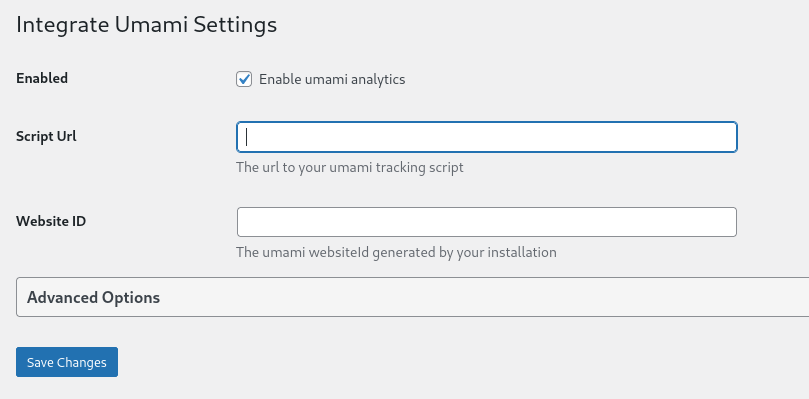 Integrate Umami Settings
Enabled
Enable umami analytics
Script Url
The url to your umami tracking script
Website ID
The umami websiteId generated by your installation
Advanced Options
Save Changes